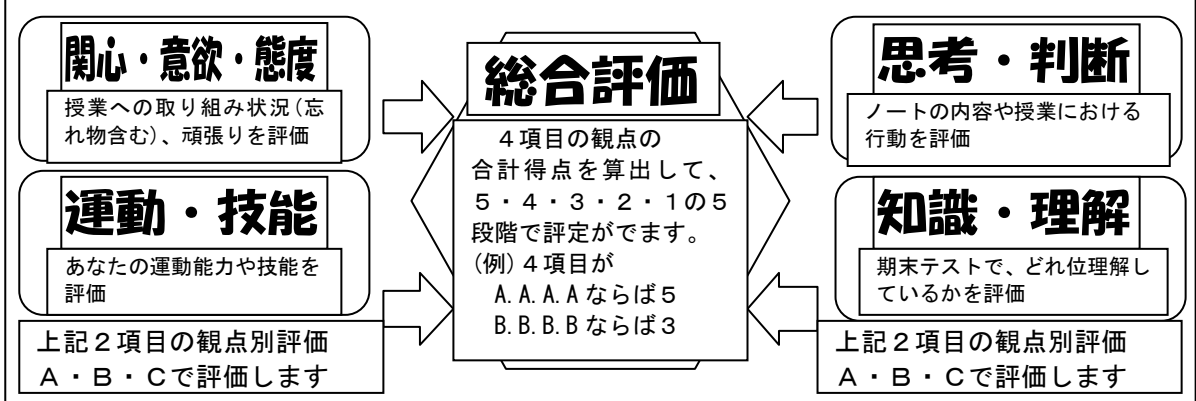 関心・意欲・態度
授業への取り組み状況(忘
れ物含む)、頑張りを評価
運動・技能
あなたの運動能力や技能を
評価
上記２項目の観点別評価
Ａ・Ｂ・Ｃで評価します
総合評価
４項目の観点の
合計得点を算出して、
５・４・３・２・１の５
段階で評定がでます。
(例)４項目が
A.A.A.A ならば５
B.B.B.B ならば３
思考・判断
ノートの内容や授業における
行動を評価
知識・理解
期末テストで、どれ位理解し
ているかを評価
上記２項目の観点別評価
Ａ・Ｂ・Ｃで評価します